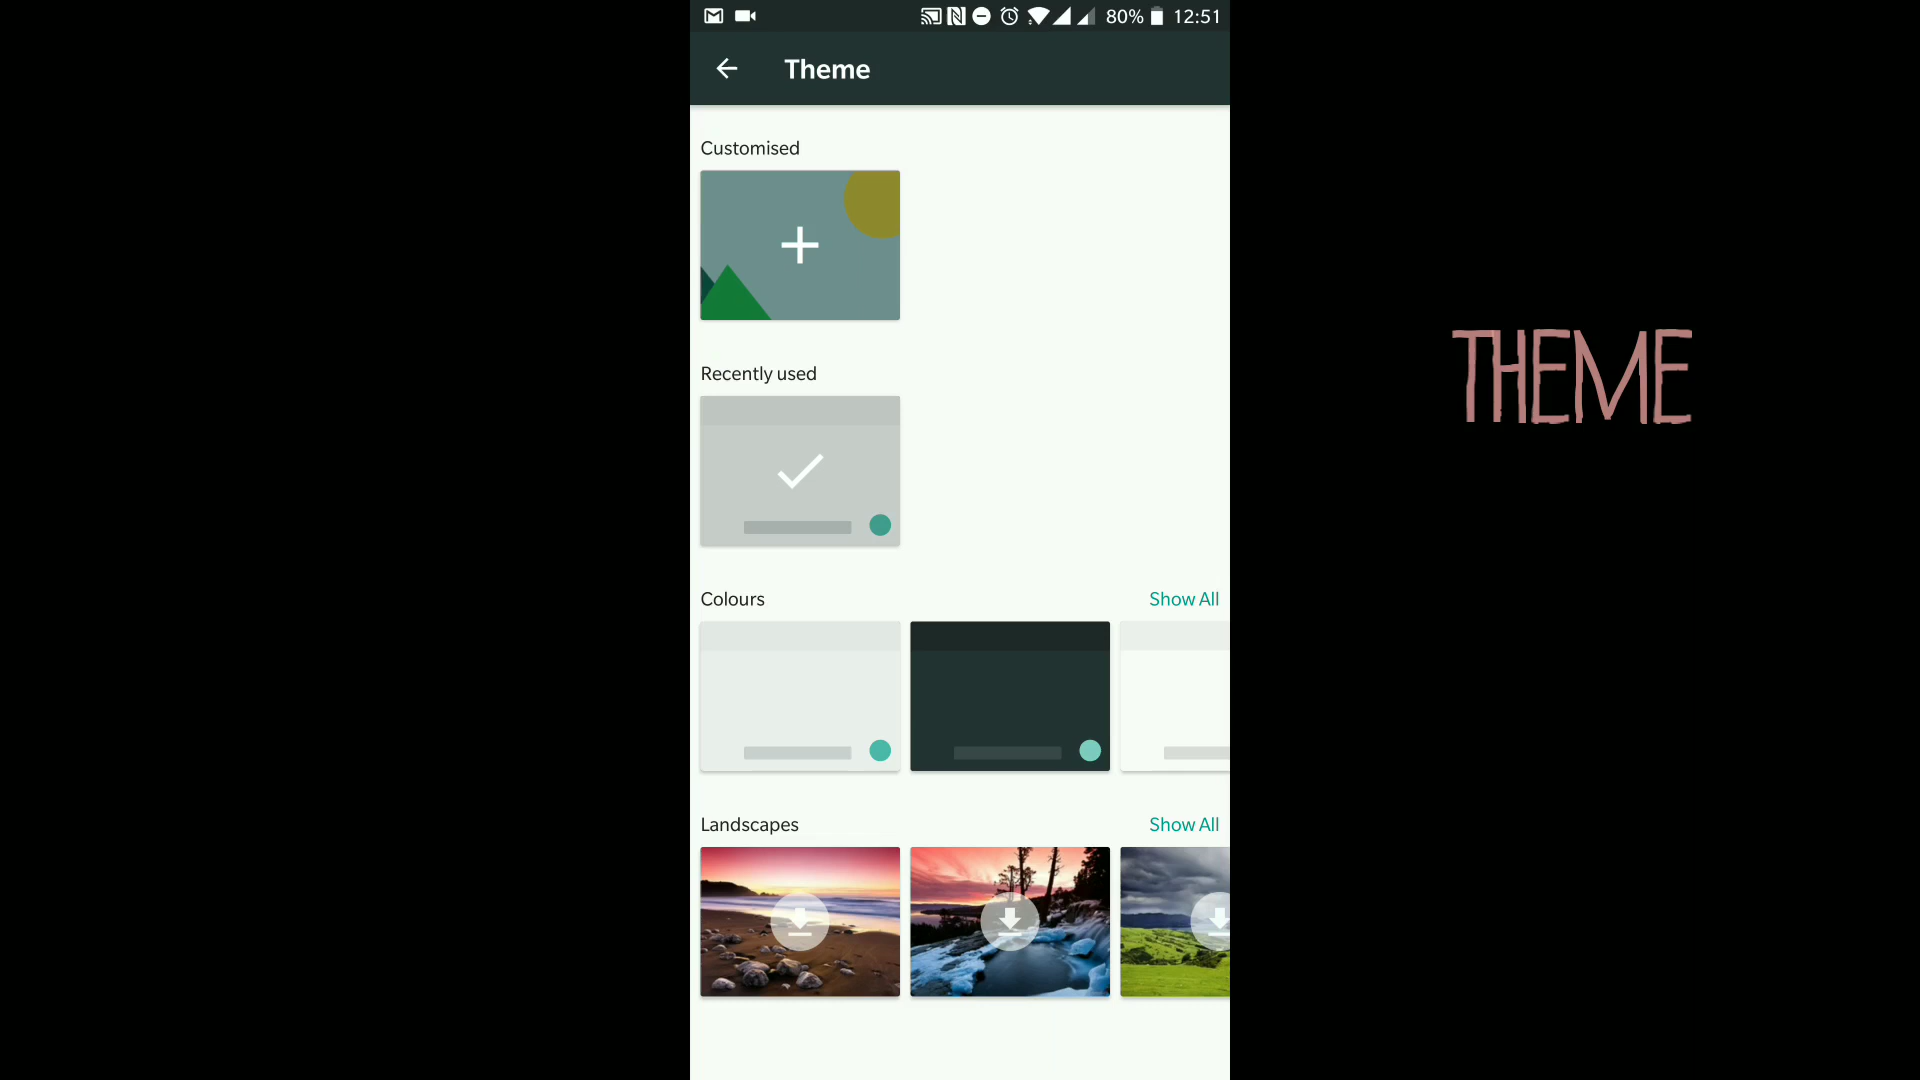 80% 12:51
Theme
Customised
THEME
Recently used
Colours Show All
Landscapes Show All